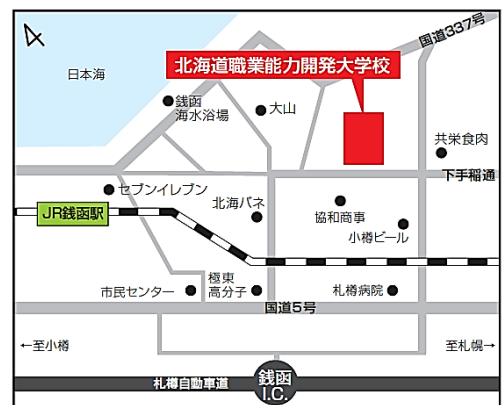 国道337号
日本海
北海道職業能力開発大学校
銭函
海水浴場
大山
共栄食肉
下手稲通
セブンイレブン
北海バネ
協和商事
JR銭函駅
小樽ビール
市民センター
極東
高分子
札樽病院
国道5号
←至小樽
至札幌→
札樽自動車道
銭函
I.C.